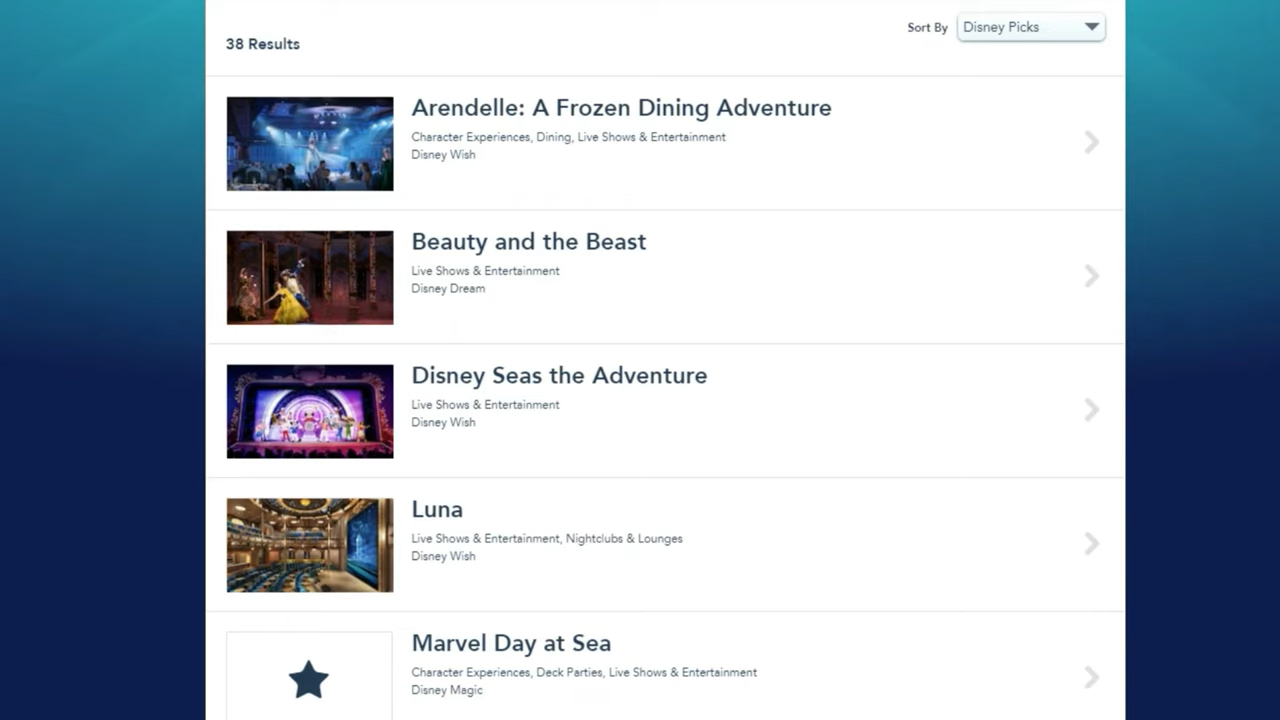 Sort By Disney Picks
38 Results
Arendelle: A Frozen Dining Adventure
Character Experiences, Dining, Live Shows & Entertainment
Disney Wish
Beauty and the Beast
Live Shows & Entertainment
Disney Dream
Disney Seas the Adventure
Live Shows & Entertainment
Disney Wish
Luna
Live Shows & Entertainment, Nightclubs & Lounges
Disney Wish
Marvel Day at Sea
Character Experiences, Deck Parties, Live Shows & Entertainment
Disney Magic